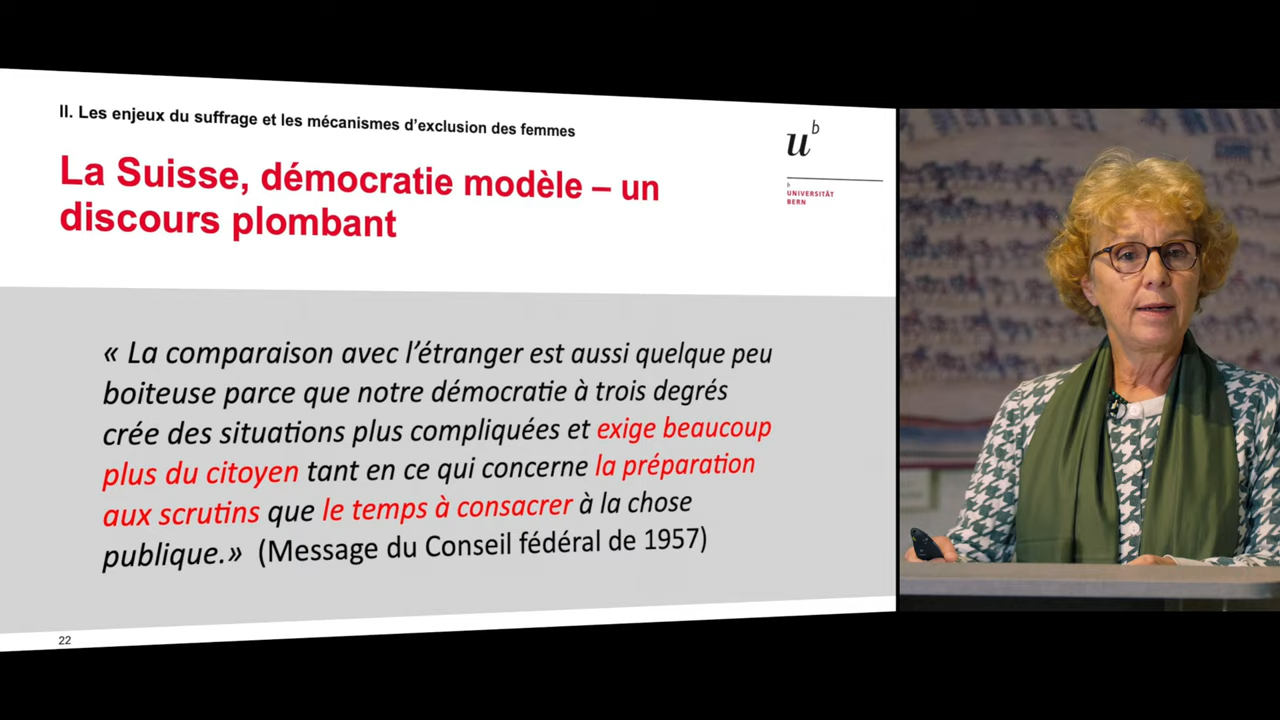 II. Les enjeux du suffrage et les mécanismes d'exclusion des femmes
La Suisse, démocratie modèle – un
discours plombant
u^b
b
UNIVERSITÄT
BERN
« La comparaison avec l'étranger est aussi quelque peu
boiteuse parce que notre démocratie à trois degrés
crée des situations plus compliquées et exige beaucoup
plus du citoyen tant en ce qui concerne la préparation
aux scrutins que le temps à consacrer à la chose
publique.» (Message du Conseil fédéral de 1957)
22